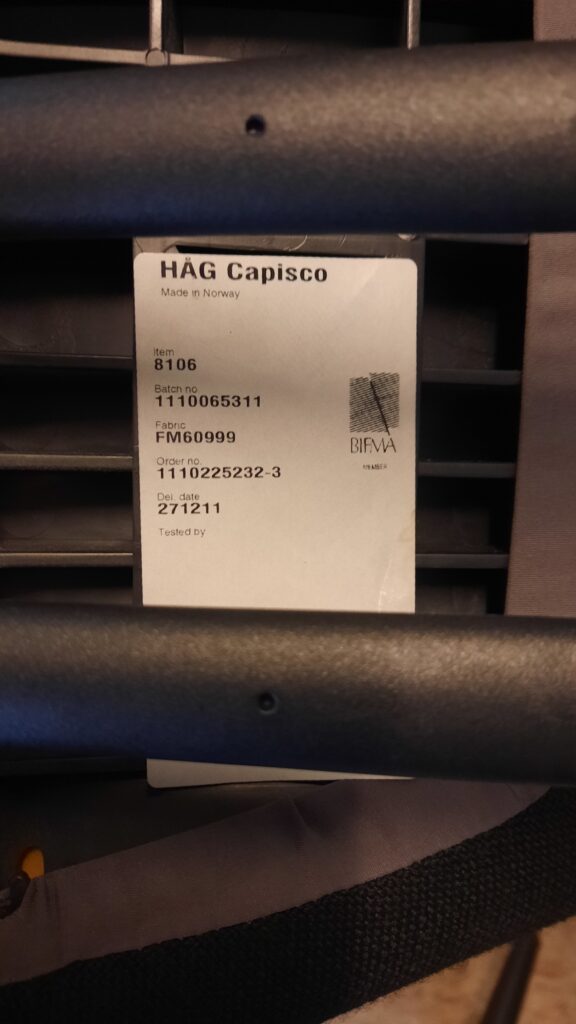 HÅG Capisco
Made in Norway
Item
8106
Batch no
1110065311
Fabric
FM60999
Order no.
1110225232-3
Del. date
271211
Tested by
BIFMA
MEMBER